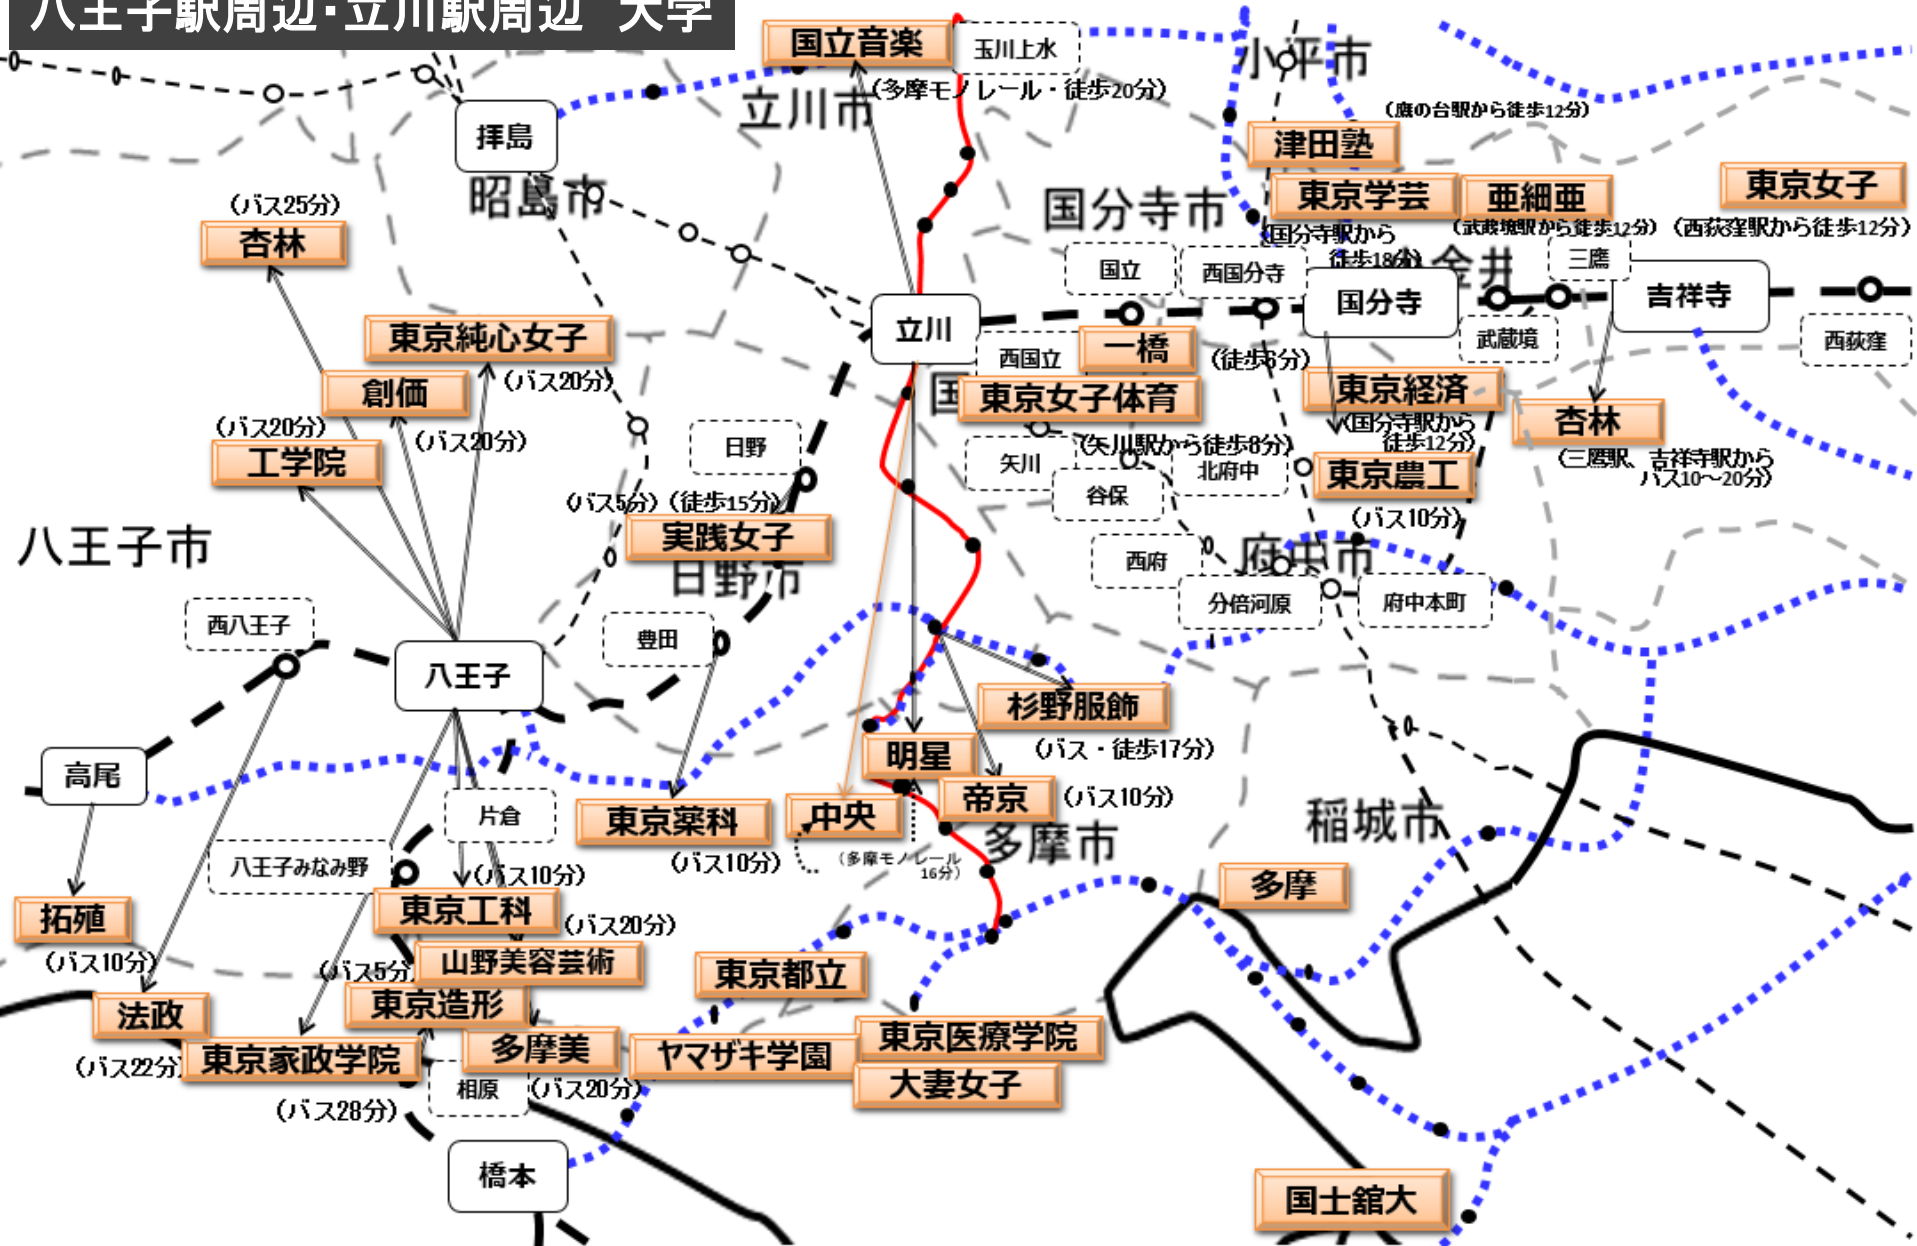 八王子駅周辺・立川駅周辺　大学
国立音楽
玉川上水
(多摩モノレール・徒歩20分)
立川市
小平市
(鷹の台駅から徒歩12分)
津田塾
拝島
昭島市
国分寺市
東京学芸
亜細亜
東京女子
(武蔵境駅から徒歩12分)
(西荻窪駅から徒歩12分)
(国分寺駅から
徒歩18分)
(バス25分)
杏林
国立
西国分寺
金井
三鷹
国分寺
吉祥寺
立川
東京純心女子
(バス20分)
西国立
一橋
(徒歩6分)
武蔵境
西荻窪
創価
(バス20分)
(バス20分)
工学院
国
東京女子体育
東京経済
(国分寺駅から
徒歩12分)
杏林
(三鷹駅、吉祥寺駅から
バス10～20分)
日野
矢川
(矢川駅から徒歩8分)
北府中
東京農工
(バス10分)
谷保
(バス5分)
(徒歩15分)
実践女子
日野市
八王子市
西府
府中市
分倍河原
府中本町
西八王子
豊田
八王子
杉野服飾
(バス・徒歩17分)
高尾
明星
帝京
(バス10分)
片倉
東京薬科
(バス10分)
中央
(多摩モノレール
16分)
多摩市
稲城市
八王子みなみ野
(バス10分)
東京工科
(バス20分)
多摩
拓殖
(バス10分)
(バス5分)
山野美容芸術
東京都立
東京造形
法政
(バス22分)
東京家政学院
(バス28分)
多摩美
(バス20分)
ヤマザキ学園
東京医療学院
大妻女子
相原
橋本
国士舘大